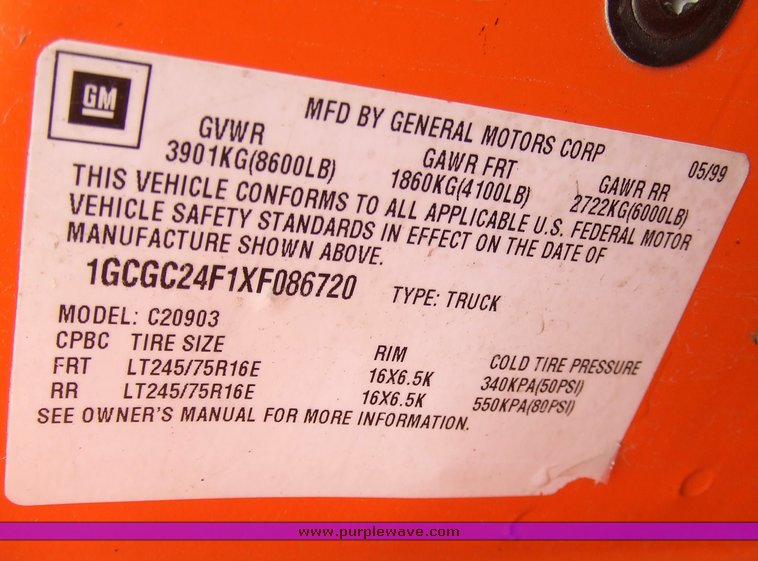 GM
MFD BY GENERAL MOTORS CORP 05/99
GVWR GAWR FRT GAWR RR
3901KG(8600LB) 1860KG(4100LB) 2722KG(6000LB)
THIS VEHICLE CONFORMS TO ALL APPLICABLE U.S. FEDERAL MOTOR
VEHICLE SAFETY STANDARDS IN EFFECT ON THE DATE OF
MANUFACTURE SHOWN ABOVE.
1GCGC24F1XF086720 TYPE: TRUCK
MODEL: C20903
CPBC TIRE SIZE RIM COLD TIRE PRESSURE
FRT LT245/75R16E 16X6.5K 340KPA(50PSI)
RR LT245/75R16E 16X6.5K 550KPA(80PSI)
SEE OWNER'S MANUAL FOR MORE INFORMATION.
www.purplewave.com